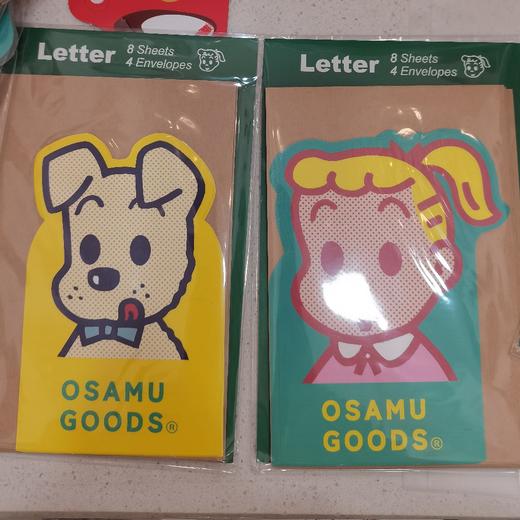 Letter
8 Sheets
4 Envelopes
OSAMU
GOODS®
Letter
8 Sheets
4 Envelopes
OSAMU
GOODS®